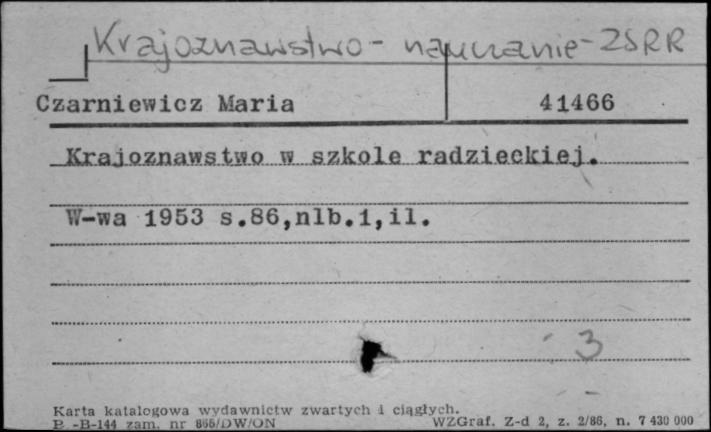 Krajoznawstwo - nauczanie - ZSRR
Czarniewicz Maria 41466
Krajoznawstwo w szkole radzieckiej.
W-wa 1953 s.86,nlb.1,il.
3
Karta katalogowa wydawnictw zwartych i ciągłych.
-B-144 zam. nr 866/DW/ON WZGraf. Z-d 2, z. 2/86, n. 7 430 000